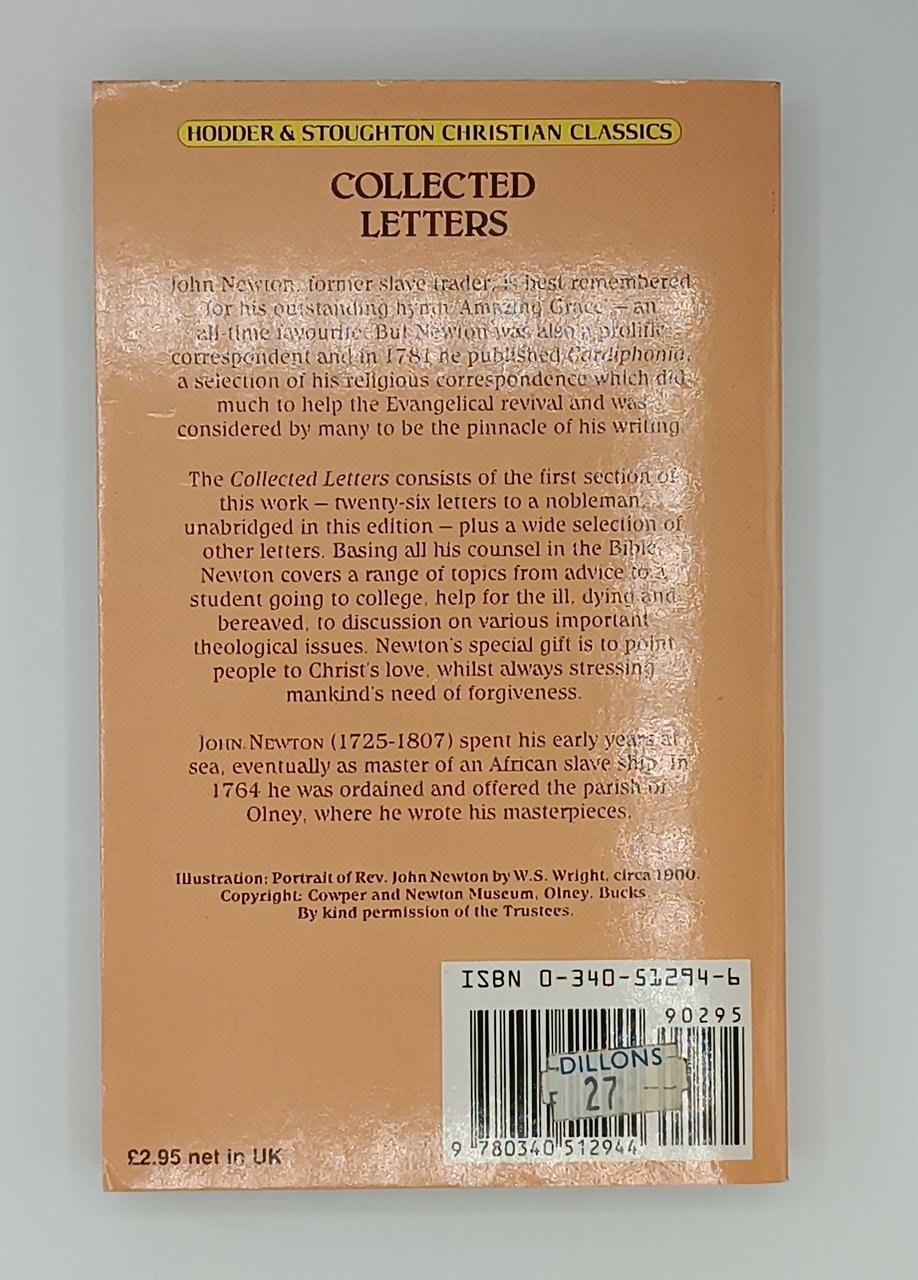 HODDER & STOUGHTON CHRISTIAN CLASSICS
COLLECTED
LETTERS
John Newton, former slave trader, is best remembered
for his outstanding hymn 'Amazing Grace' – an
all-time favourite. But Newton was also a prolific
correspondent and in 1781 he published Cardiphonia,
a selection of his religious correspondence which did
much to help the Evangelical revival and was
considered by many to be the pinnacle of his writing.
The Collected Letters consists of the first section of
this work – twenty-six letters to a nobleman,
unabridged in this edition – plus a wide selection of
other letters. Basing all his counsel in the Bible,
Newton covers a range of topics from advice to a
student going to college, help for the ill, dying and
bereaved, to discussion on various important
theological issues. Newton's special gift is to point
people to Christ's love, whilst always stressing
mankind's need of forgiveness.
JOHN NEWTON (1725-1807) spent his early years at
sea, eventually as master of an African slave ship. In
1764 he was ordained and offered the parish of
Olney, where he wrote his masterpieces.
Illustration: Portrait of Rev. John Newton by W.S. Wright, circa 1900.
Copyright: Cowper and Newton Museum, Olney, Bucks.
By kind permission of the Trustees.
ISBN 0-340-51294-6
90295
DILLONS
27
9 780340 512944
£2.95 net in UK